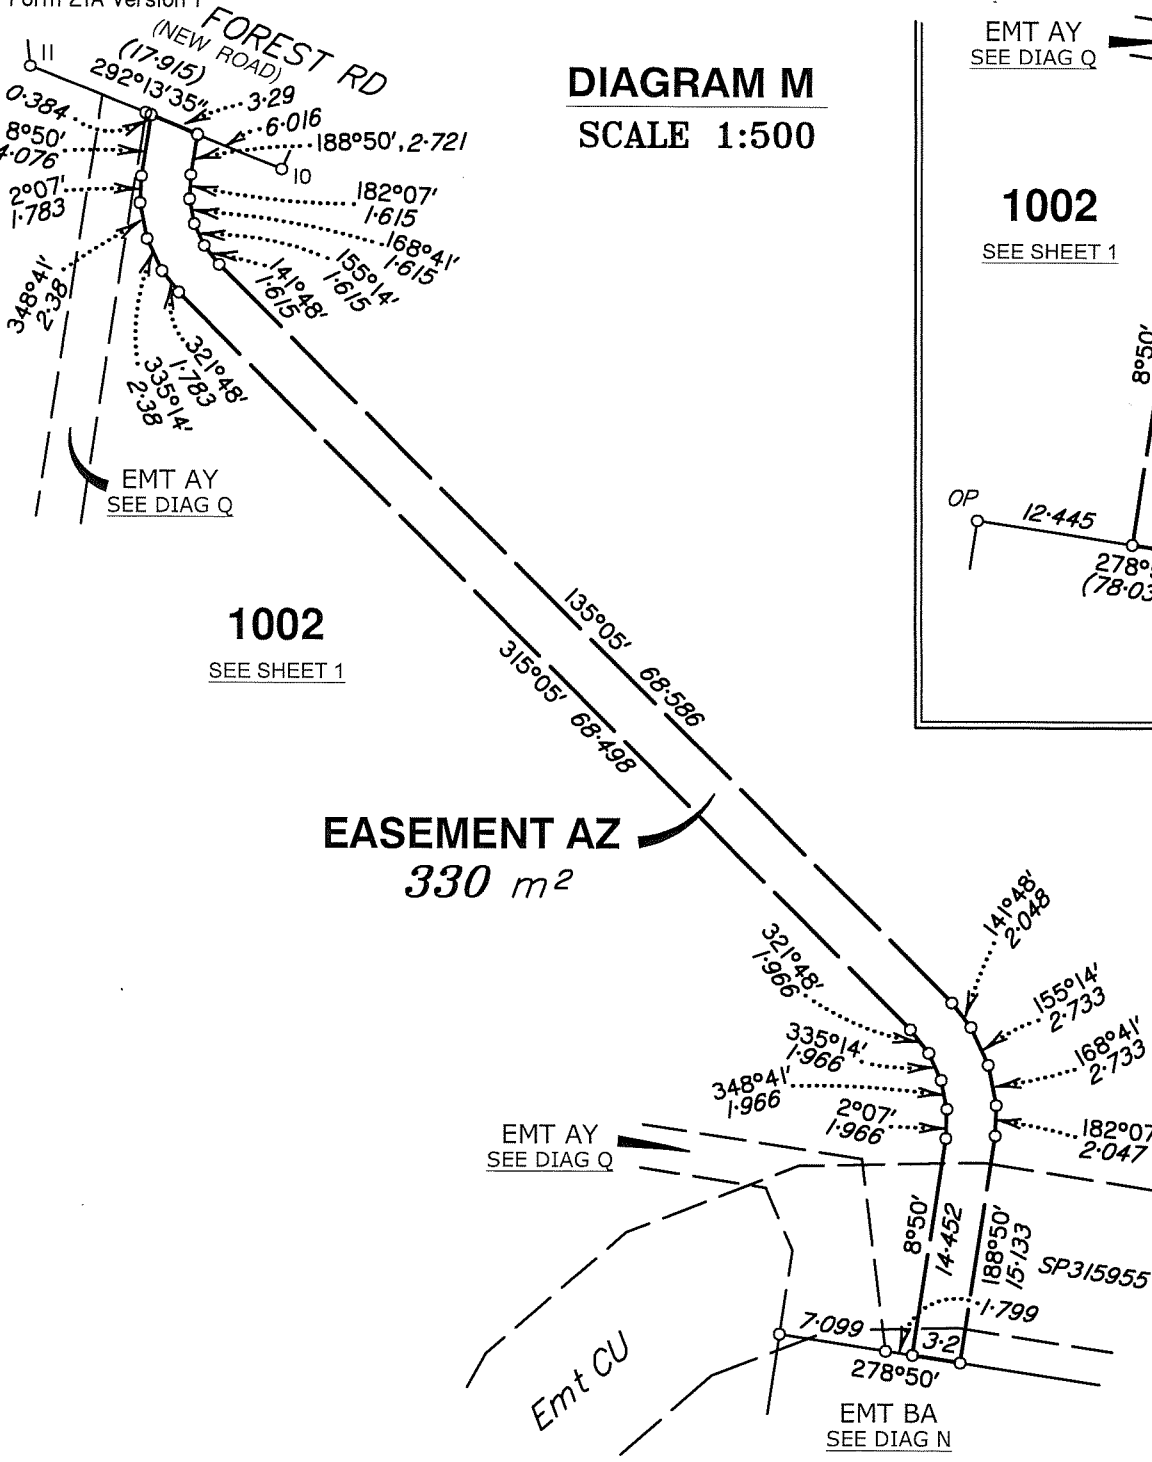 Form 21A Version 1
FOREST RD
(NEW ROAD)
(17·915)
292°13'35"
11
0·384
3·29
6·016
8°50'
4·076
188°50', 2·721
10
2°07'
1·783
182°07'
1·615
168°41'
1·615
155°14'
1·615
141°48'
1·615
348°41'
2·38
335°14'
2·38
321°48'
1·783
EMT AY
SEE DIAG Q
DIAGRAM M
SCALE 1:500
EMT AY
SEE DIAG Q
1002
SEE SHEET 1
8°50'
OP
12·445
278°5
(78·03
1002
SEE SHEET 1
135°05' 68·586
315°05' 68·498
EASEMENT AZ
330 m²
321°48'
1·966
335°14'
1·966
348°41'
1·966
2°07'
1·966
141°48'
2·048
155°14'
2·733
168°41'
2·733
182°07
2·047
EMT AY
SEE DIAG Q
8°50'
14·452
188°50'
15·133
SP315955
1·799
7·099
3·2
278°50'
Emt CU
EMT BA
SEE DIAG N